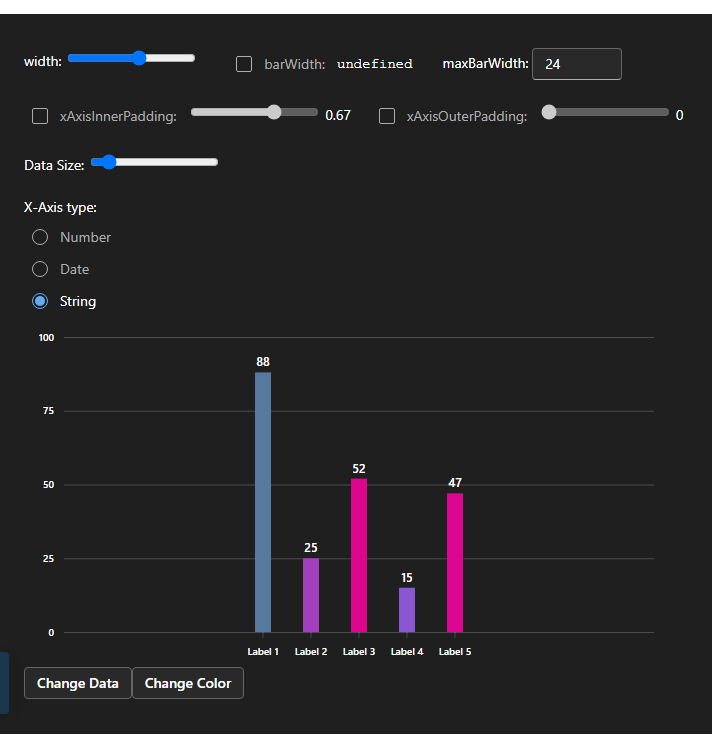 width: barWidth: undefined maxBarWidth: 24
xAxisInnerPadding: 0.67 xAxisOuterPadding: 0
Data Size:
X-Axis type:
Number
Date
String
100
88
75
52
50
47
25
25
15
0
Label 1 Label 2 Label 3 Label 4 Label 5
Change Data Change Color